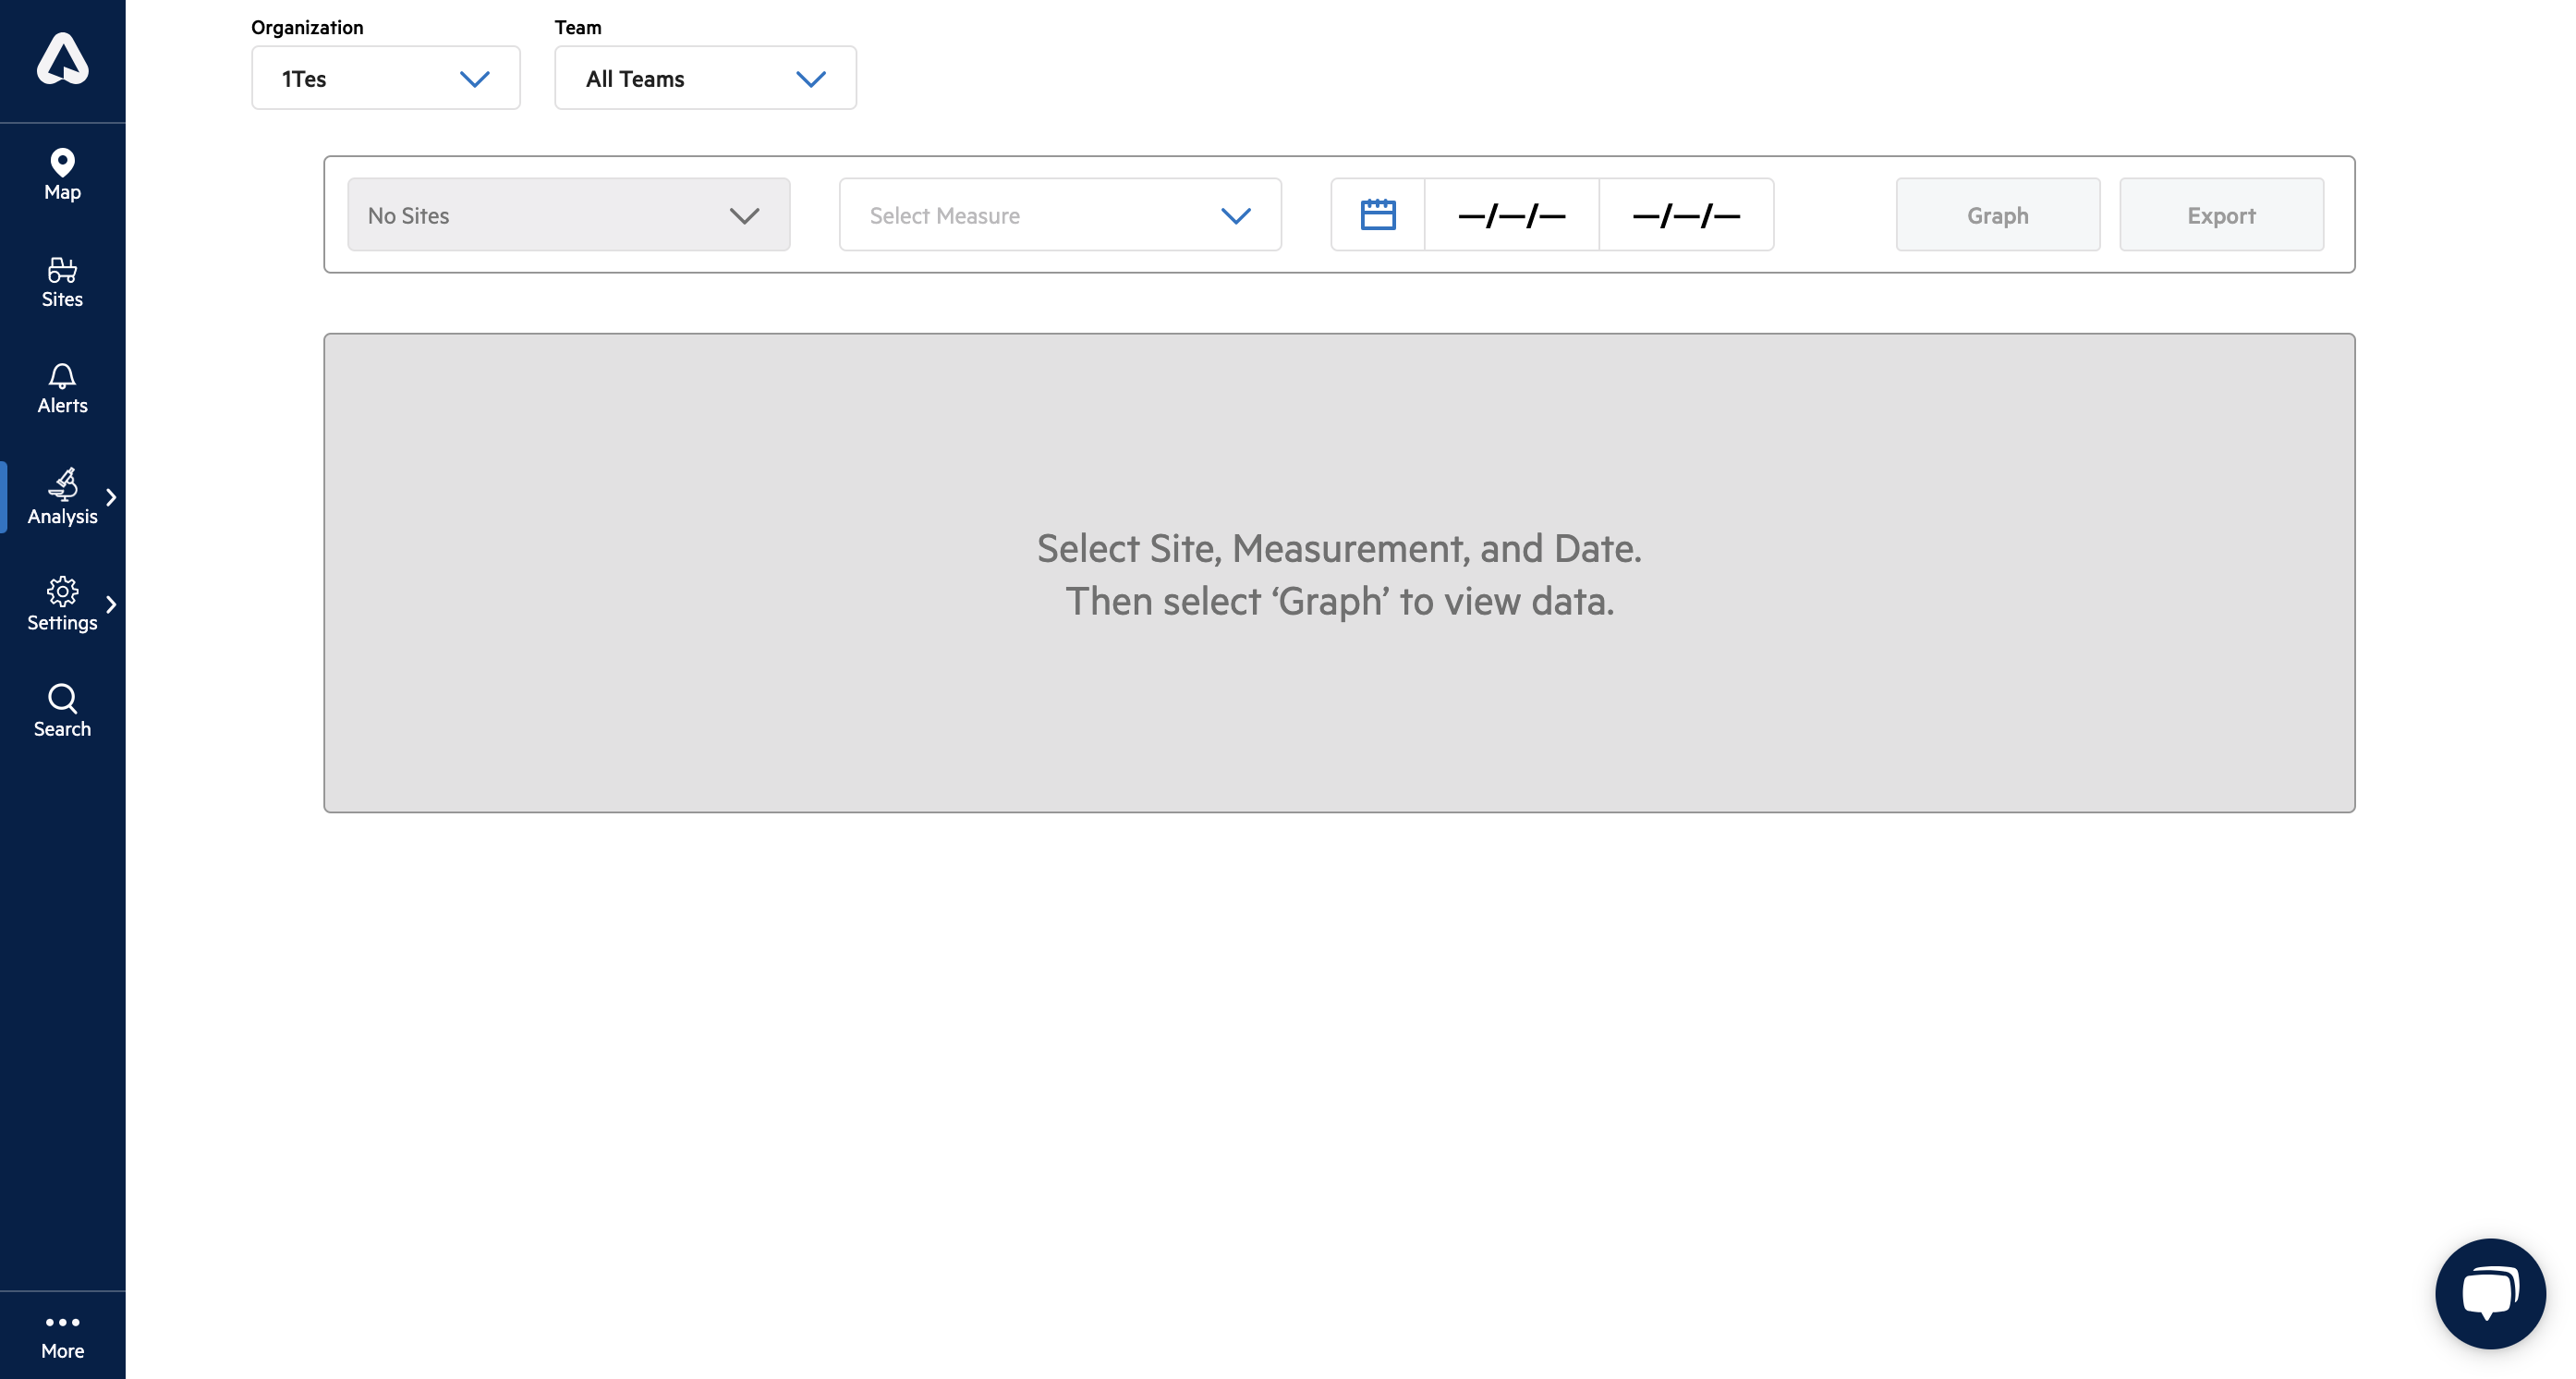 Organization
Team
1Tes
All Teams
Map
No Sites
Select Measure
—/—/—
—/—/—
Graph
Export
Sites
Alerts
Analysis
Select Site, Measurement, and Date.
Then select ‘Graph’ to view data.
Settings
Search
More